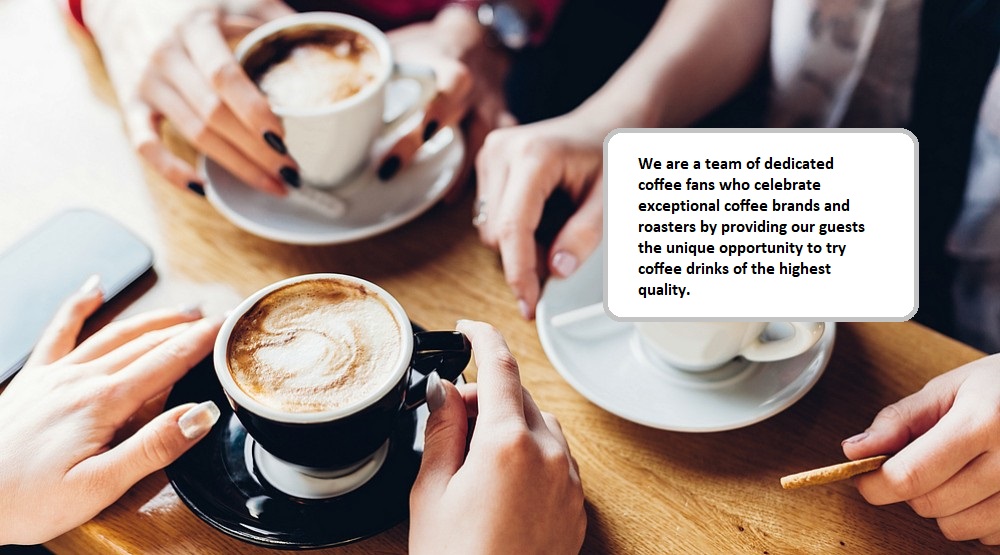 We are a team of dedicated
coffee fans who celebrate
exceptional coffee brands and
roasters by providing our guests
the unique opportunity to try
coffee drinks of the highest
quality.